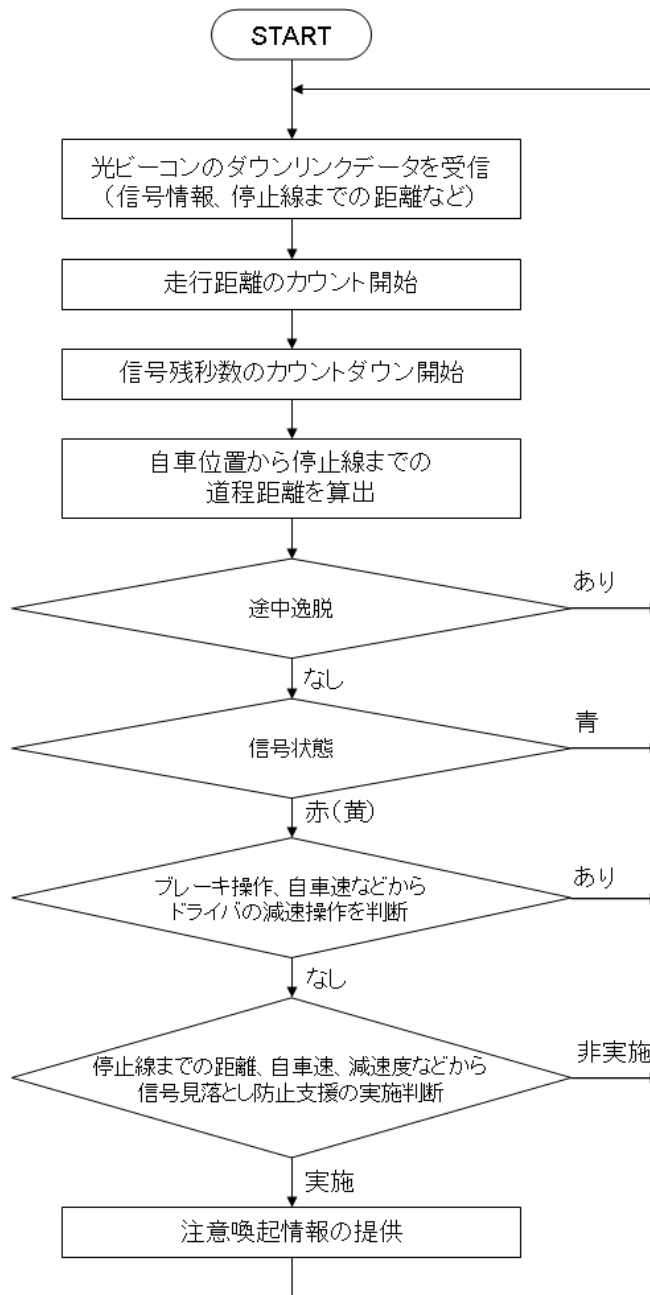 START
光ビーコンのダウンリンクデータを受信
（信号情報、停止線までの距離など）
走行距離のカウント開始
信号残秒数のカウントダウン開始
自車位置から停止線までの
道程距離を算出
途中逸脱
あり
なし
信号状態
青
赤（黄）
ブレーキ操作、自車速などから
ドライバの減速操作を判断
あり
なし
停止線までの距離、自車速、減速度などから
信号見落とし防止支援の実施判断
非実施
実施
注意喚起情報の提供